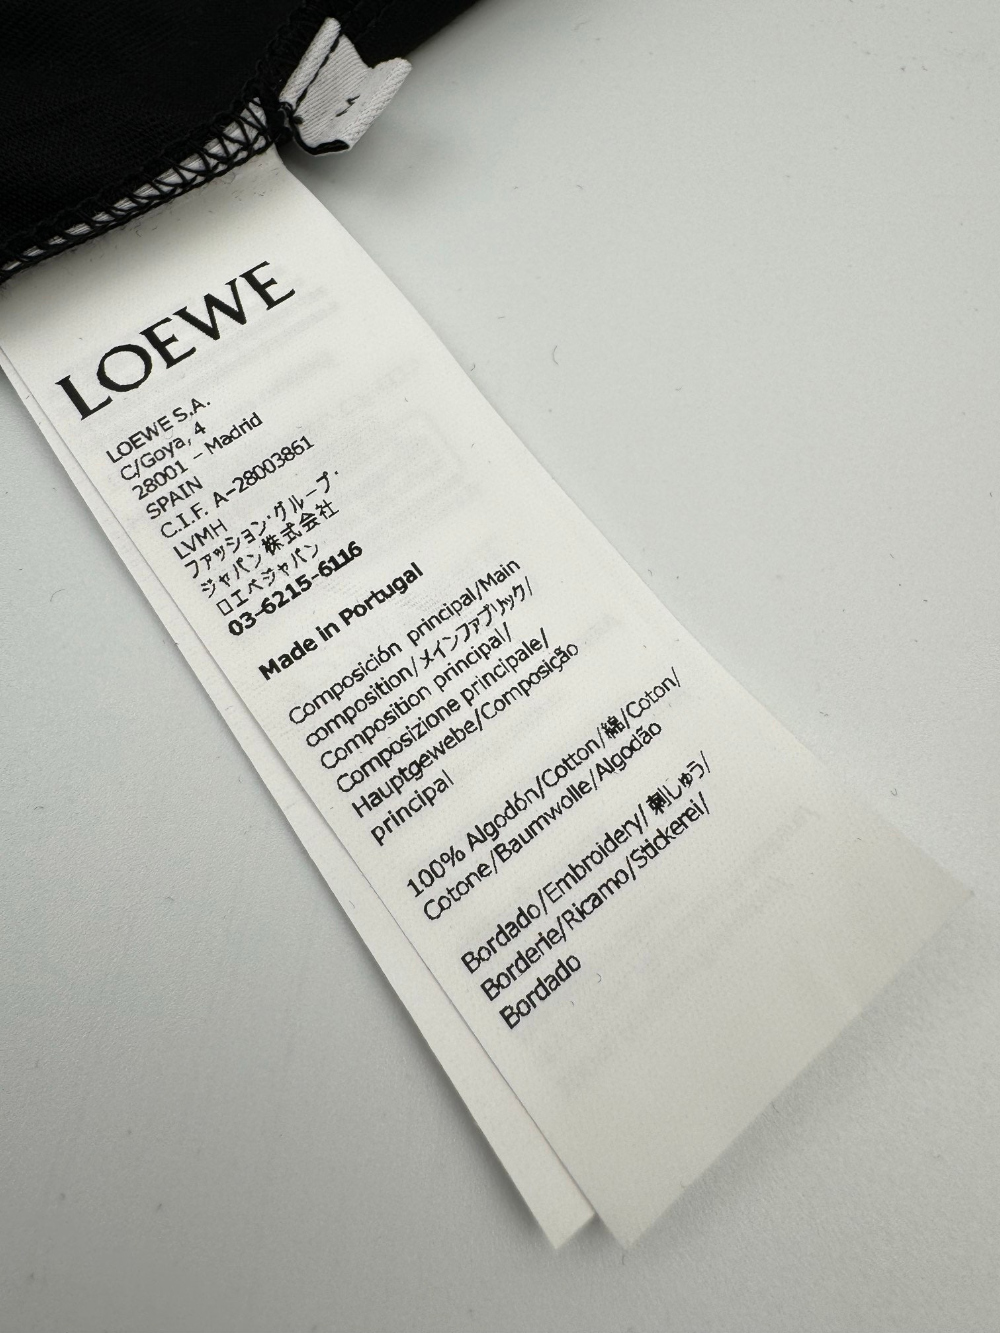 LOEWE
LOEWE S.A.
C/Goya, 4
28001 - Madrid
SPAIN
C.I.F. A-28003861
LVMH
ファッション・グループ・
ジャパン株式会社
ロエベジャパン
03-6215-6116
Made in Portugal
Composición principal/Main
composition/メインファブリック/
Composition principal/
Composizione principale/
Hauptgewebe/Composição
principal
100% Algodón/Cotton/綿/Coton/
Cotone/Baumwolle/Algodão
Bordado/Embroidery/ 刺しゅう/
Borderie/Ricamo/Stickerei/
Bordado